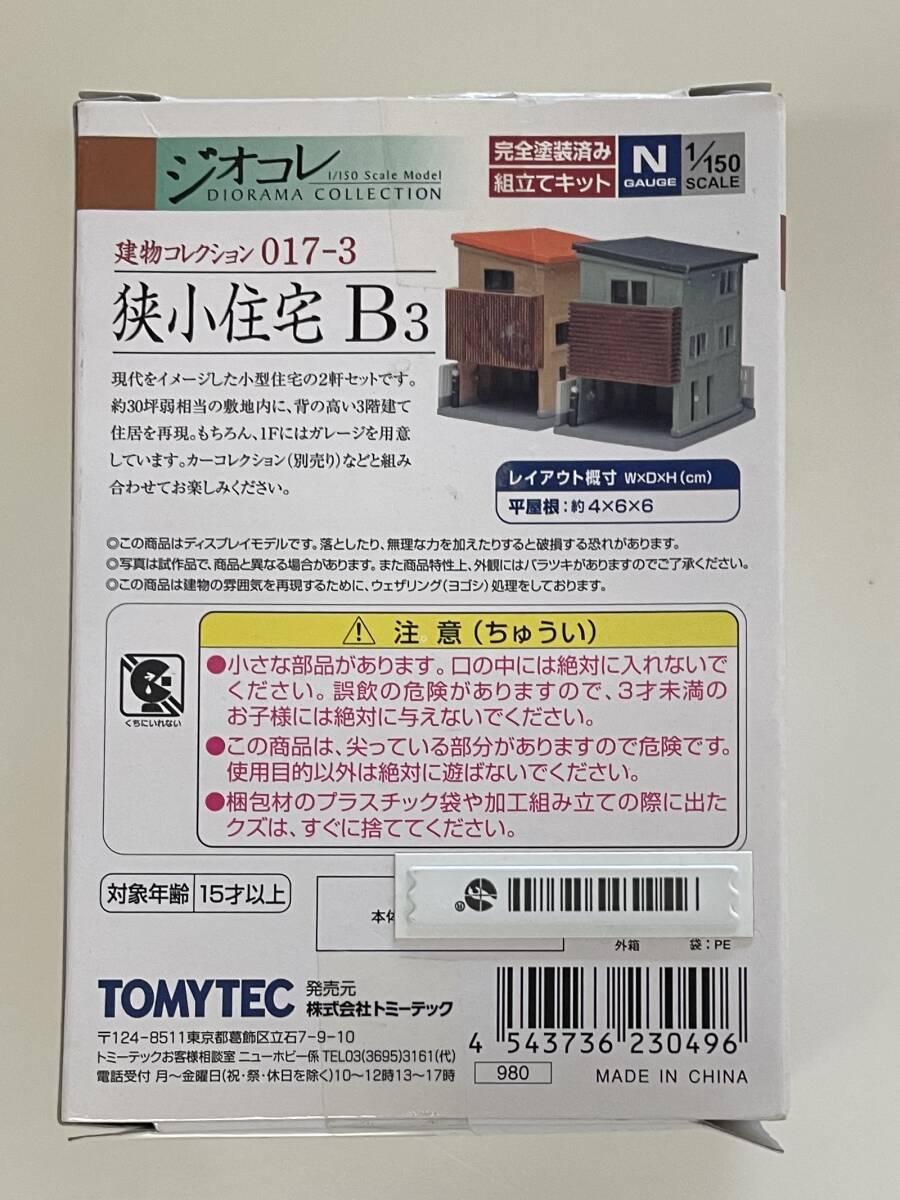 ジオコレ
1/150 Scale Model
DIORAMA COLLECTION
完全塗装済み
組立てキット
N
GAUGE
1/150
SCALE
建物コレクション 017-3
狭小住宅 B3
現代をイメージした小型住宅の2軒セットです。
約30坪弱相当の敷地内に、背の高い3階建て
住居を再現。もちろん、1Fにはガレージを用意
しています。カーコレクション(別売り)などと組み
合わせてお楽しみください。
レイアウト概寸 W×D×H(cm)
平屋根:約4×6×6
◎この商品はディスプレイモデルです。落としたり、無理な力を加えたりすると破損する恐れがあります。
◎写真は試作品で、商品と異なる場合があります。また商品特性上、外観にはバラツキがありますのでご了承ください。
◎この商品は建物の雰囲気を再現するために、ウェザリング(ヨゴシ)処理をしております。
注意(ちゅうい)
くちにいれない
●小さな部品があります。口の中には絶対に入れないで
ください。誤飲の危険がありますので、3才未満の
お子様には絶対に与えないでください。
●この商品は、尖っている部分がありますので危険です。
使用目的以外は絶対に遊ばないでください。
●梱包材のプラスチック袋や加工組み立ての際に出た
クズは、すぐに捨ててください。
対象年齢 15才以上
本体
外箱 袋:PE
TOMYTEC
発売元
株式会社トミーテック
〒124-8511東京都葛飾区立石7-9-10
トミーテックお客様相談室 ニューホビー係 TEL03(3695)3161(代)
電話受付 月〜金曜日(祝・祭・休日を除く)10〜12時13〜17時
4 543736 230496
980
MADE IN CHINA